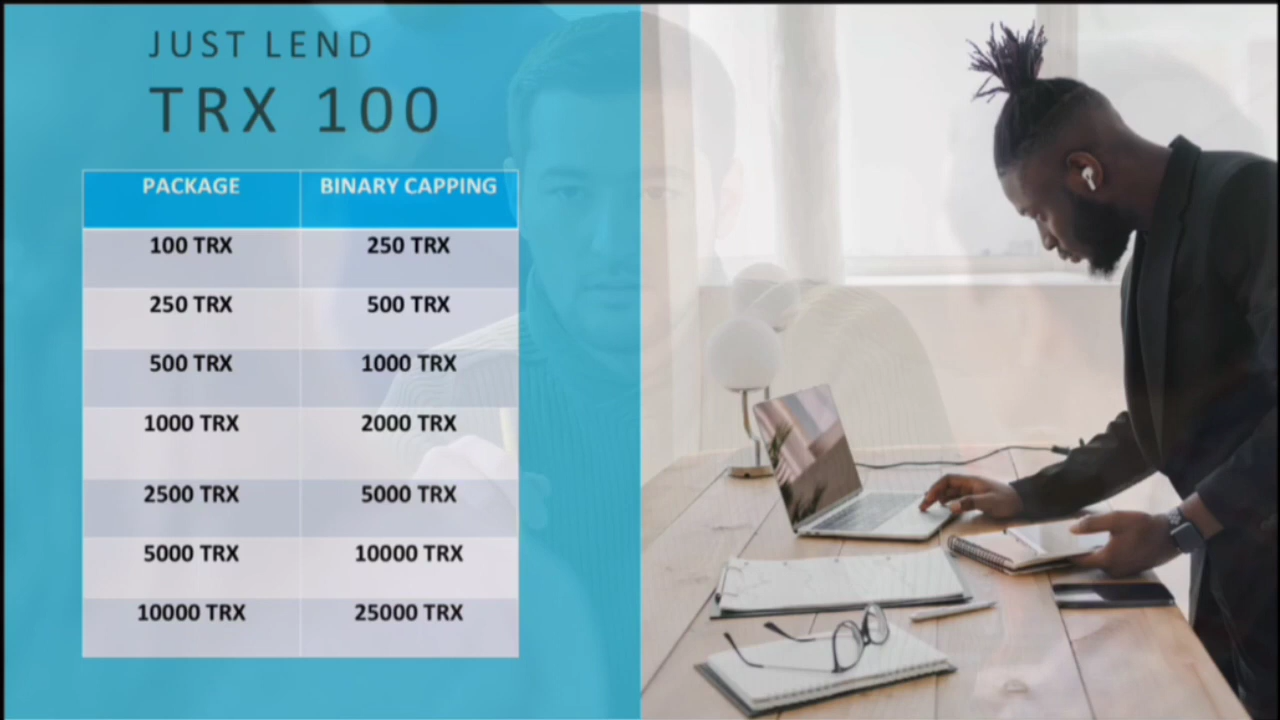 JUST LEND
TRX 100
PACKAGE BINARY CAPPING
100 TRX 250 TRX
250 TRX 500 TRX
500 TRX 1000 TRX
1000 TRX 2000 TRX
2500 TRX 5000 TRX
5000 TRX 10000 TRX
10000 TRX 25000 TRX